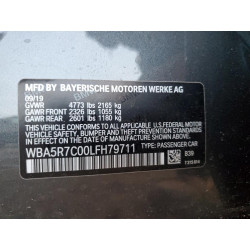 MFD BY BAYERISCHE MOTOREN WERKE AG
09/19
GVWR 4773 lbs 2165 kg
GAWR FRONT 2326 lbs 1055 kg
GAWR REAR 2601 lbs 1180 kg
THIS VEHICLE CONFORMS TO ALL APPLICABLE U.S. FEDERAL MOTOR
VEHICLE SAFETY, BUMPER, AND THEFT PREVENTION STANDARDS IN
EFFECT ON THE DATE OF MANUFACTURE SHOWN ABOVE.
WBA5R7C00LFH79711
TYPE: PASSENGER CAR
839